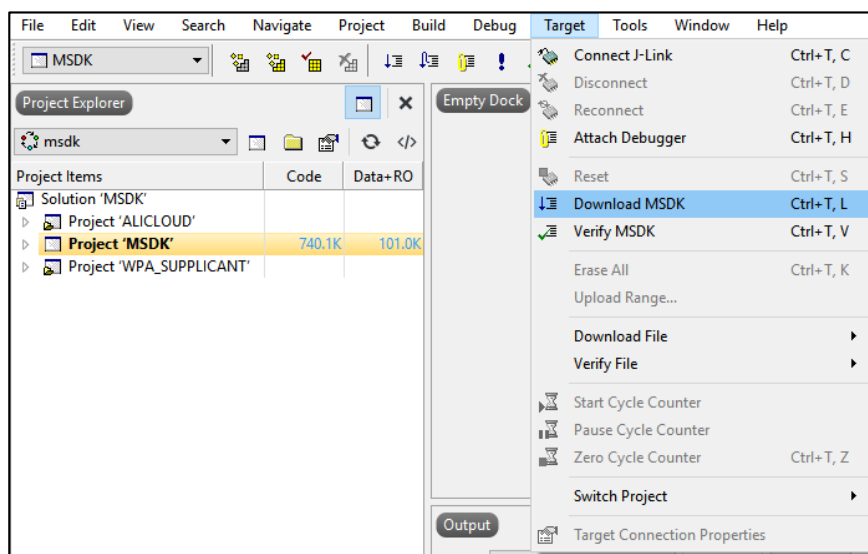 File Edit View Search Navigate Project Build Debug Target Tools Window Help
MSDK
Project Explorer
msdk
Project Items Code Data+RO
Solution 'MSDK'
Project 'ALICLOUD'
Project 'MSDK' 740.1K 101.0K
Project 'WPA_SUPPLICANT'
Empty Dock
Output
Connect J-Link Ctrl+T, C
Disconnect Ctrl+T, D
Reconnect Ctrl+T, E
Attach Debugger Ctrl+T, H
Reset Ctrl+T, S
Download MSDK Ctrl+T, L
Verify MSDK Ctrl+T, V
Erase All Ctrl+T, K
Upload Range...
Download File
Verify File
Start Cycle Counter
Pause Cycle Counter
Zero Cycle Counter Ctrl+T, Z
Switch Project
Target Connection Properties